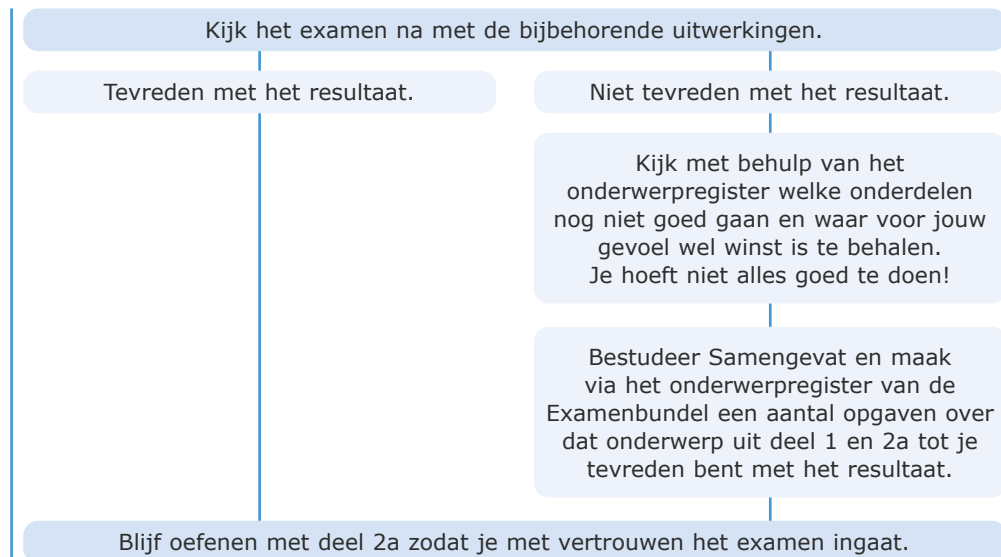 Kijk het examen na met de bijbehorende uitwerkingen.
Tevreden met het resultaat.
Niet tevreden met het resultaat.
Kijk met behulp van het
onderwerpregister welke onderdelen
nog niet goed gaan en waar voor jouw
gevoel wel winst is te behalen.
Je hoeft niet alles goed te doen!
Bestudeer Samengevat en maak
via het onderwerpregister van de
Examenbundel een aantal opgaven over
dat onderwerp uit deel 1 en 2a tot je
tevreden bent met het resultaat.
Blijf oefenen met deel 2a zodat je met vertrouwen het examen ingaat.